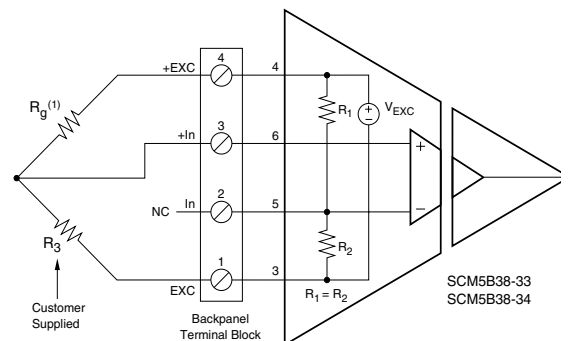 +EXC
4
4
Rg(1)
R1
VEXC
+
−
+In
3
6
+
NC
In
2
5
−
R2
R3
EXC
1
3
R1 = R2
SCM5B38-33
SCM5B38-34
Customer
Supplied
Backpanel
Terminal Block